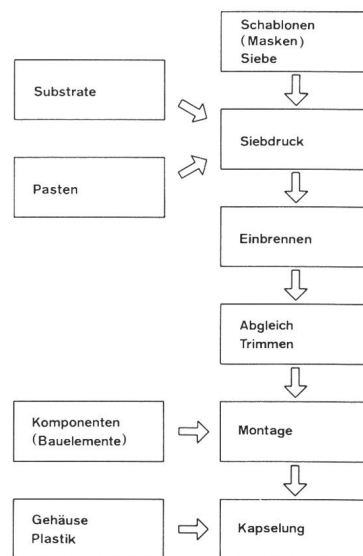 Schablonen
(Masken)
Siebe
Substrate
Siebdruck
Pasten
Einbrennen
Abgleich
Trimmen
Komponenten
(Bauelemente)
Montage
Gehäuse
Plastik
Kapselung